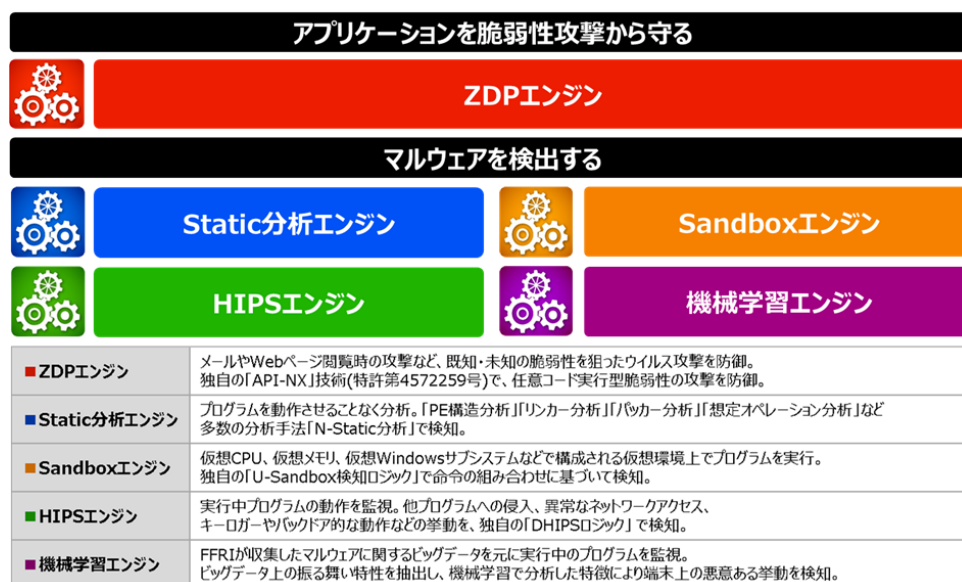 アプリケーションを脆弱性攻撃から守る
ZDPエンジン
マルウェアを検出する
Static分析エンジン
Sandboxエンジン
HIPSエンジン
機械学習エンジン
■ZDPエンジン
メールやWebページ閲覧時の攻撃など、既知・未知の脆弱性を狙ったウイルス攻撃を防御。
独自の「API-NX」技術(特許第4572259号)で、任意コード実行型脆弱性の攻撃を防御。
■Static分析エンジン
プログラムを動作させることなく分析。「PE構造分析」「リンカー分析」「パッカー分析」「想定オペレーション分析」など
多数の分析手法「N-Static分析」で検知。
■Sandboxエンジン
仮想CPU、仮想メモリ、仮想Windowsサブシステムなどで構成される仮想環境上でプログラムを実行。
独自の「U-Sandbox検知ロジック」で命令の組み合わせに基づいて検知。
■HIPSエンジン
実行中プログラムの動作を監視。他プログラムへの侵入、異常なネットワークアクセス、
キーロガーやバックドア的な動作などの挙動を、独自の「DHIPSロジック」で検知。
■機械学習エンジン
FFRIが収集したマルウェアに関するビッグデータを元に実行中のプログラムを監視。
ビッグデータ上の振る舞い特性を抽出し、機械学習で分析した特徴により端末上の悪意ある挙動を検知。